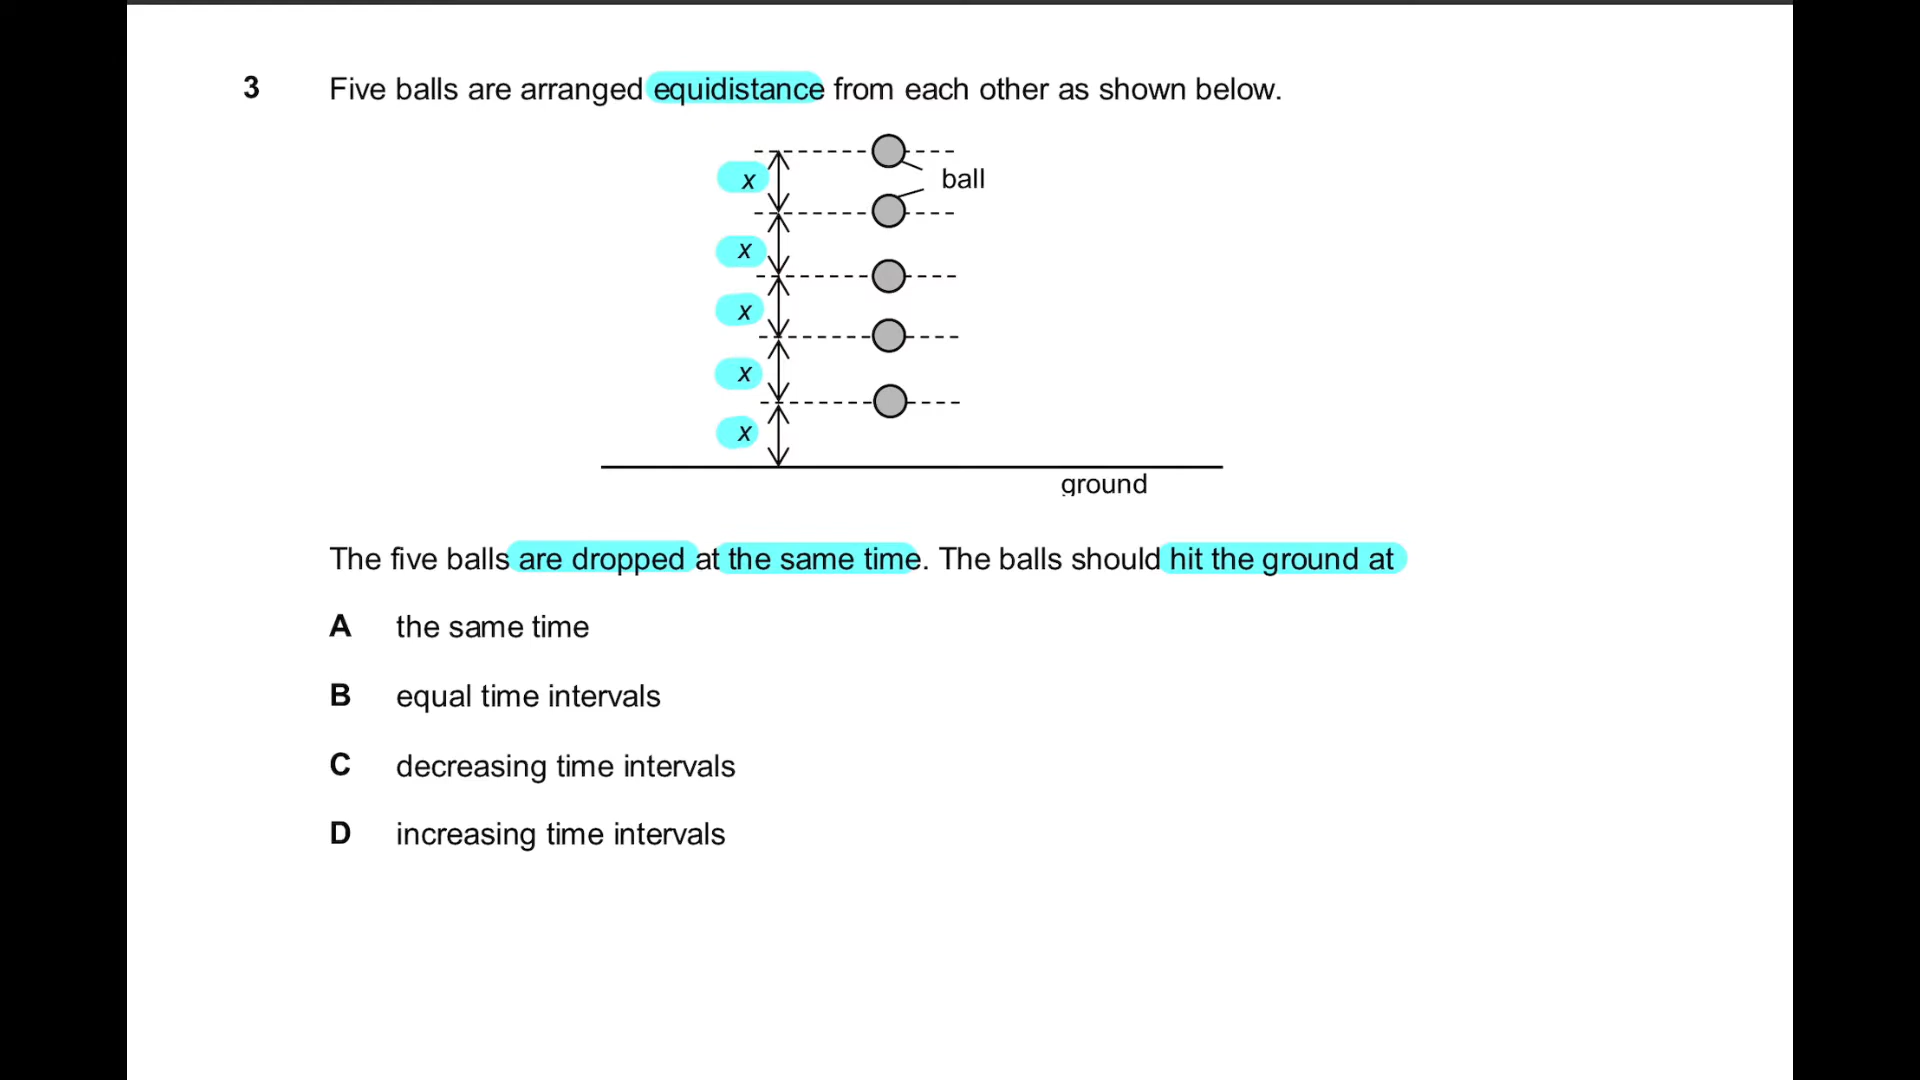 3 Five balls are arranged equidistance from each other as shown below.
x
ball
x
x
x
x
ground
The five balls are dropped at the same time. The balls should hit the ground at
A the same time
B equal time intervals
C decreasing time intervals
D increasing time intervals